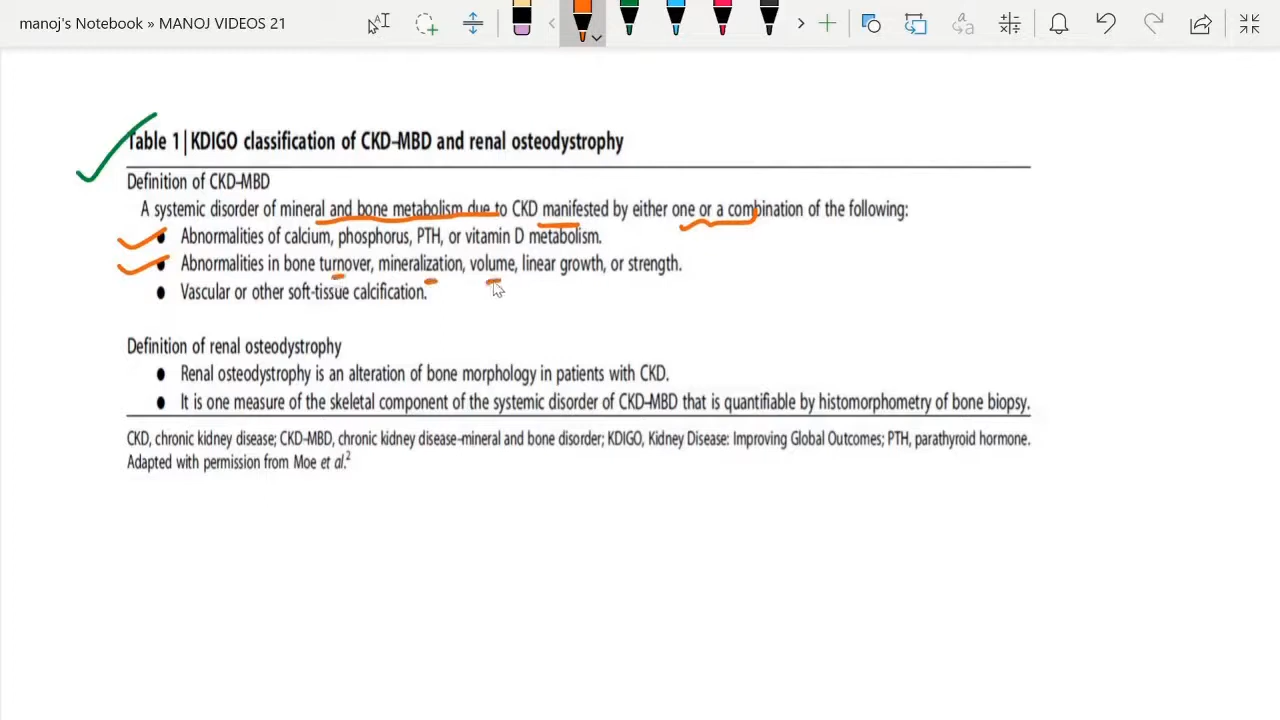 manoj's Notebook » MANOJ VIDEOS 21
Table 1 | KDIGO classification of CKD–MBD and renal osteodystrophy
Definition of CKD-MBD
A systemic disorder of mineral and bone metabolism due to CKD manifested by either one or a combination of the following:
● Abnormalities of calcium, phosphorus, PTH, or vitamin D metabolism.
● Abnormalities in bone turnover, mineralization, volume, linear growth, or strength.
● Vascular or other soft-tissue calcification.
Definition of renal osteodystrophy
● Renal osteodystrophy is an alteration of bone morphology in patients with CKD.
● It is one measure of the skeletal component of the systemic disorder of CKD-MBD that is quantifiable by histomorphometry of bone biopsy.
CKD, chronic kidney disease; CKD–MBD, chronic kidney disease–mineral and bone disorder; KDIGO, Kidney Disease: Improving Global Outcomes; PTH, parathyroid hormone.
Adapted with permission from Moe et al.²